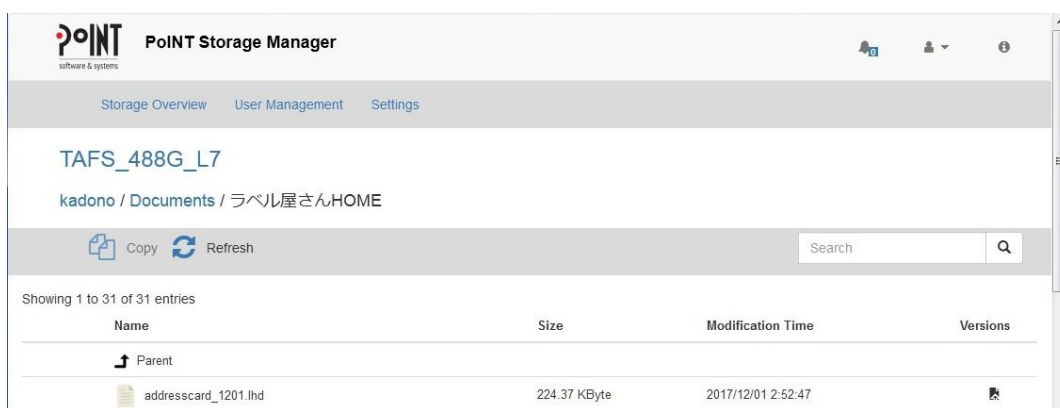 PoINT
software & systems
PoINT Storage Manager
0
Storage Overview User Management Settings
TAFS_488G_L7
kadono / Documents / ラベル屋さんHOME
Copy Refresh Search
Showing 1 to 31 of 31 entries
Name Size Modification Time Versions
Parent
addresscard_1201.lhd 224.37 KByte 2017/12/01 2:52:47